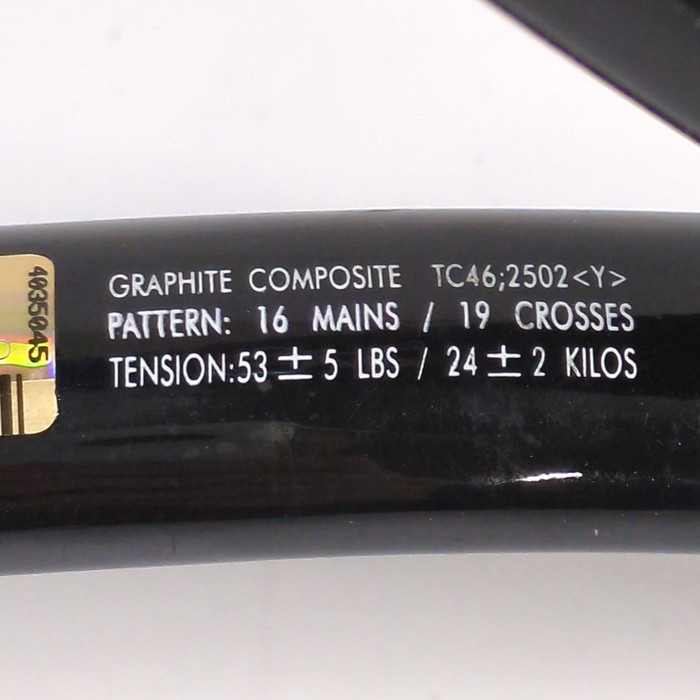 4035045
GRAPHITE COMPOSITE TC46;2502<Y>
PATTERN: 16 MAINS / 19 CROSSES
TENSION:53 ± 5 LBS / 24 ± 2 KILOS